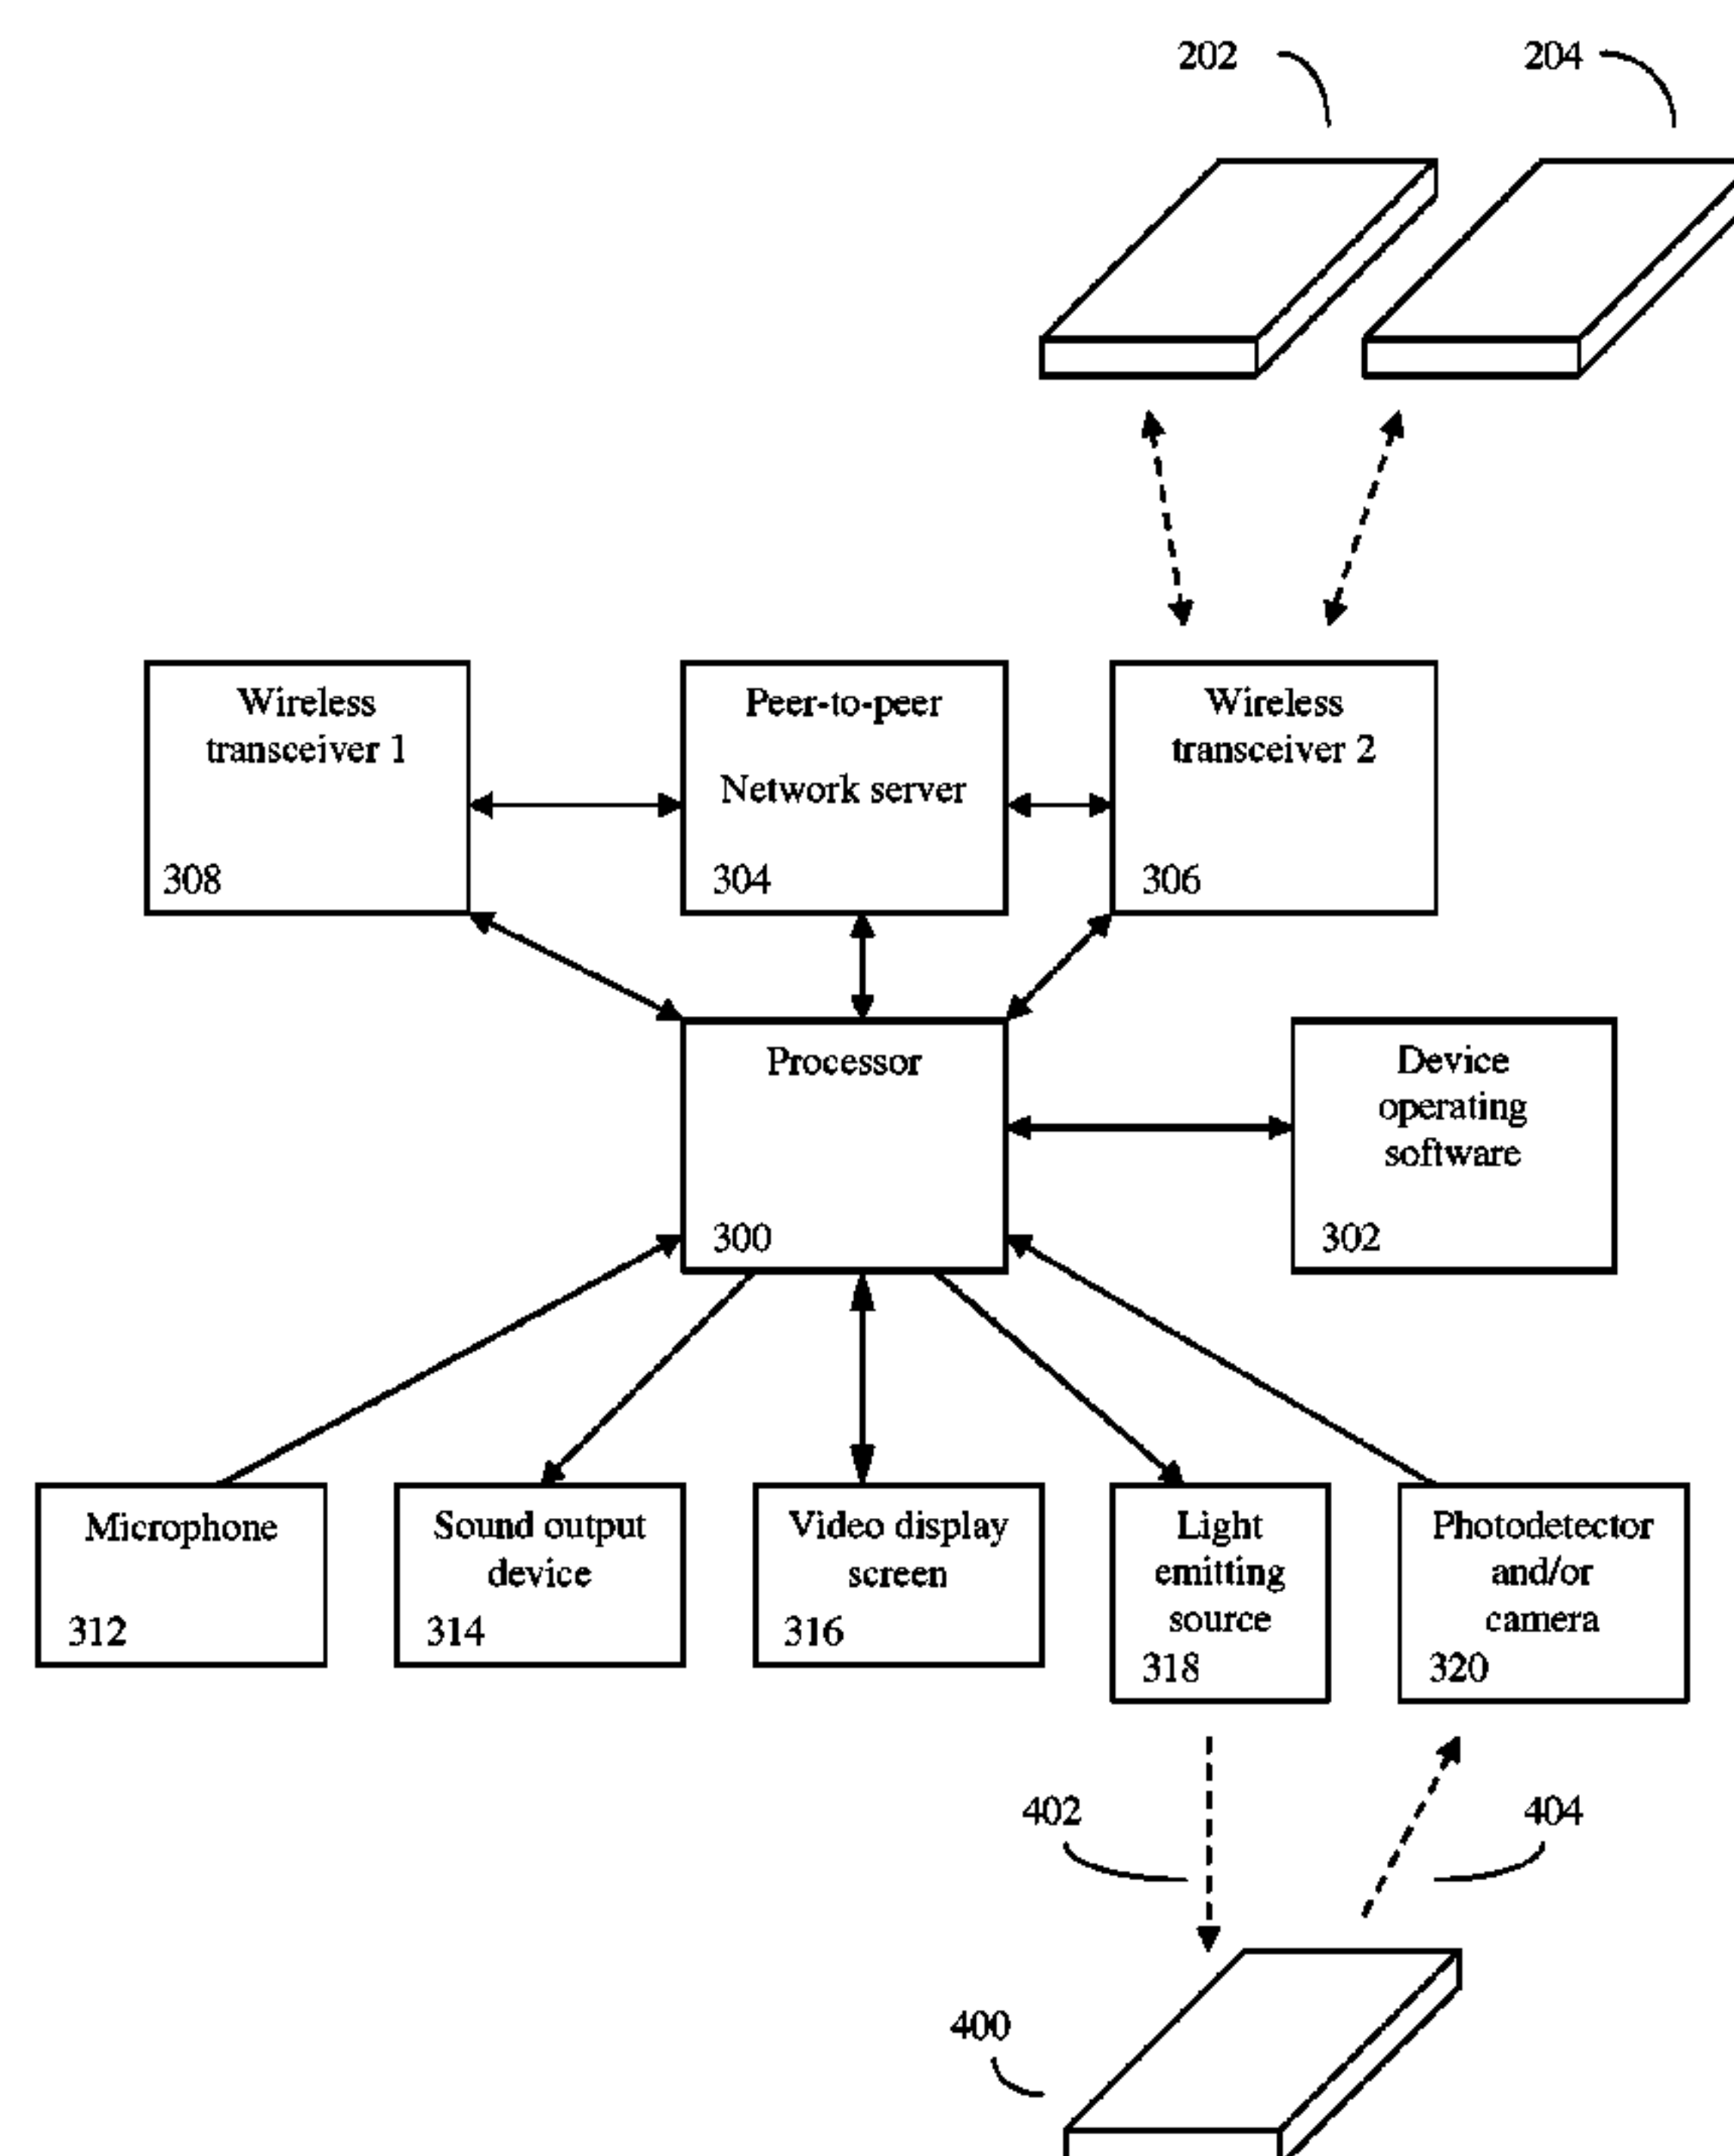 202
204
Wireless
transceiver 1
308
Peer-to-peer
Network server
304
Wireless
transceiver 2
306
Processor
300
Device
operating
software
302
Microphone
312
Sound output
device
314
Video display
screen
316
Light
emitting
source
318
Photodetector
and/or
camera
320
402
404
400